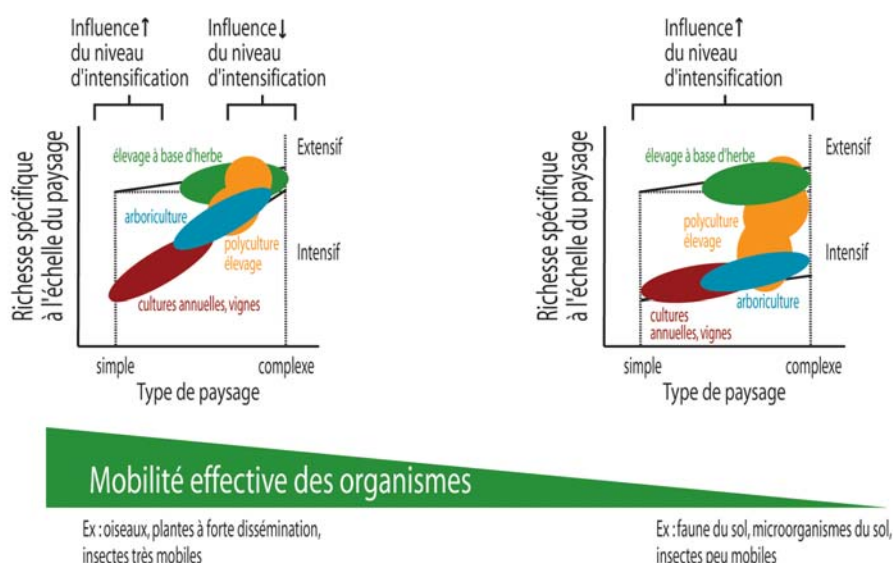 Influence↑
du niveau
d'intensification
Influence↓
du niveau
d'intensification
Richesse spécifique
à l'échelle du paysage
élevage à base d'herbe
arboriculture
polyculture
élevage
cultures annuelles, vignes
Extensif
Intensif
simple
complexe
Type de paysage
Influence↑
du niveau
d'intensification
Richesse spécifique
à l'échelle du paysage
élevage à base d'herbe
polyculture
élevage
arboriculture
cultures
annuelles, vignes
Extensif
Intensif
simple
complexe
Type de paysage
Mobilité effective des organismes
Ex : oiseaux, plantes à forte dissémination,
insectes très mobiles
Ex : faune du sol, microorganismes du sol,
insectes peu mobiles